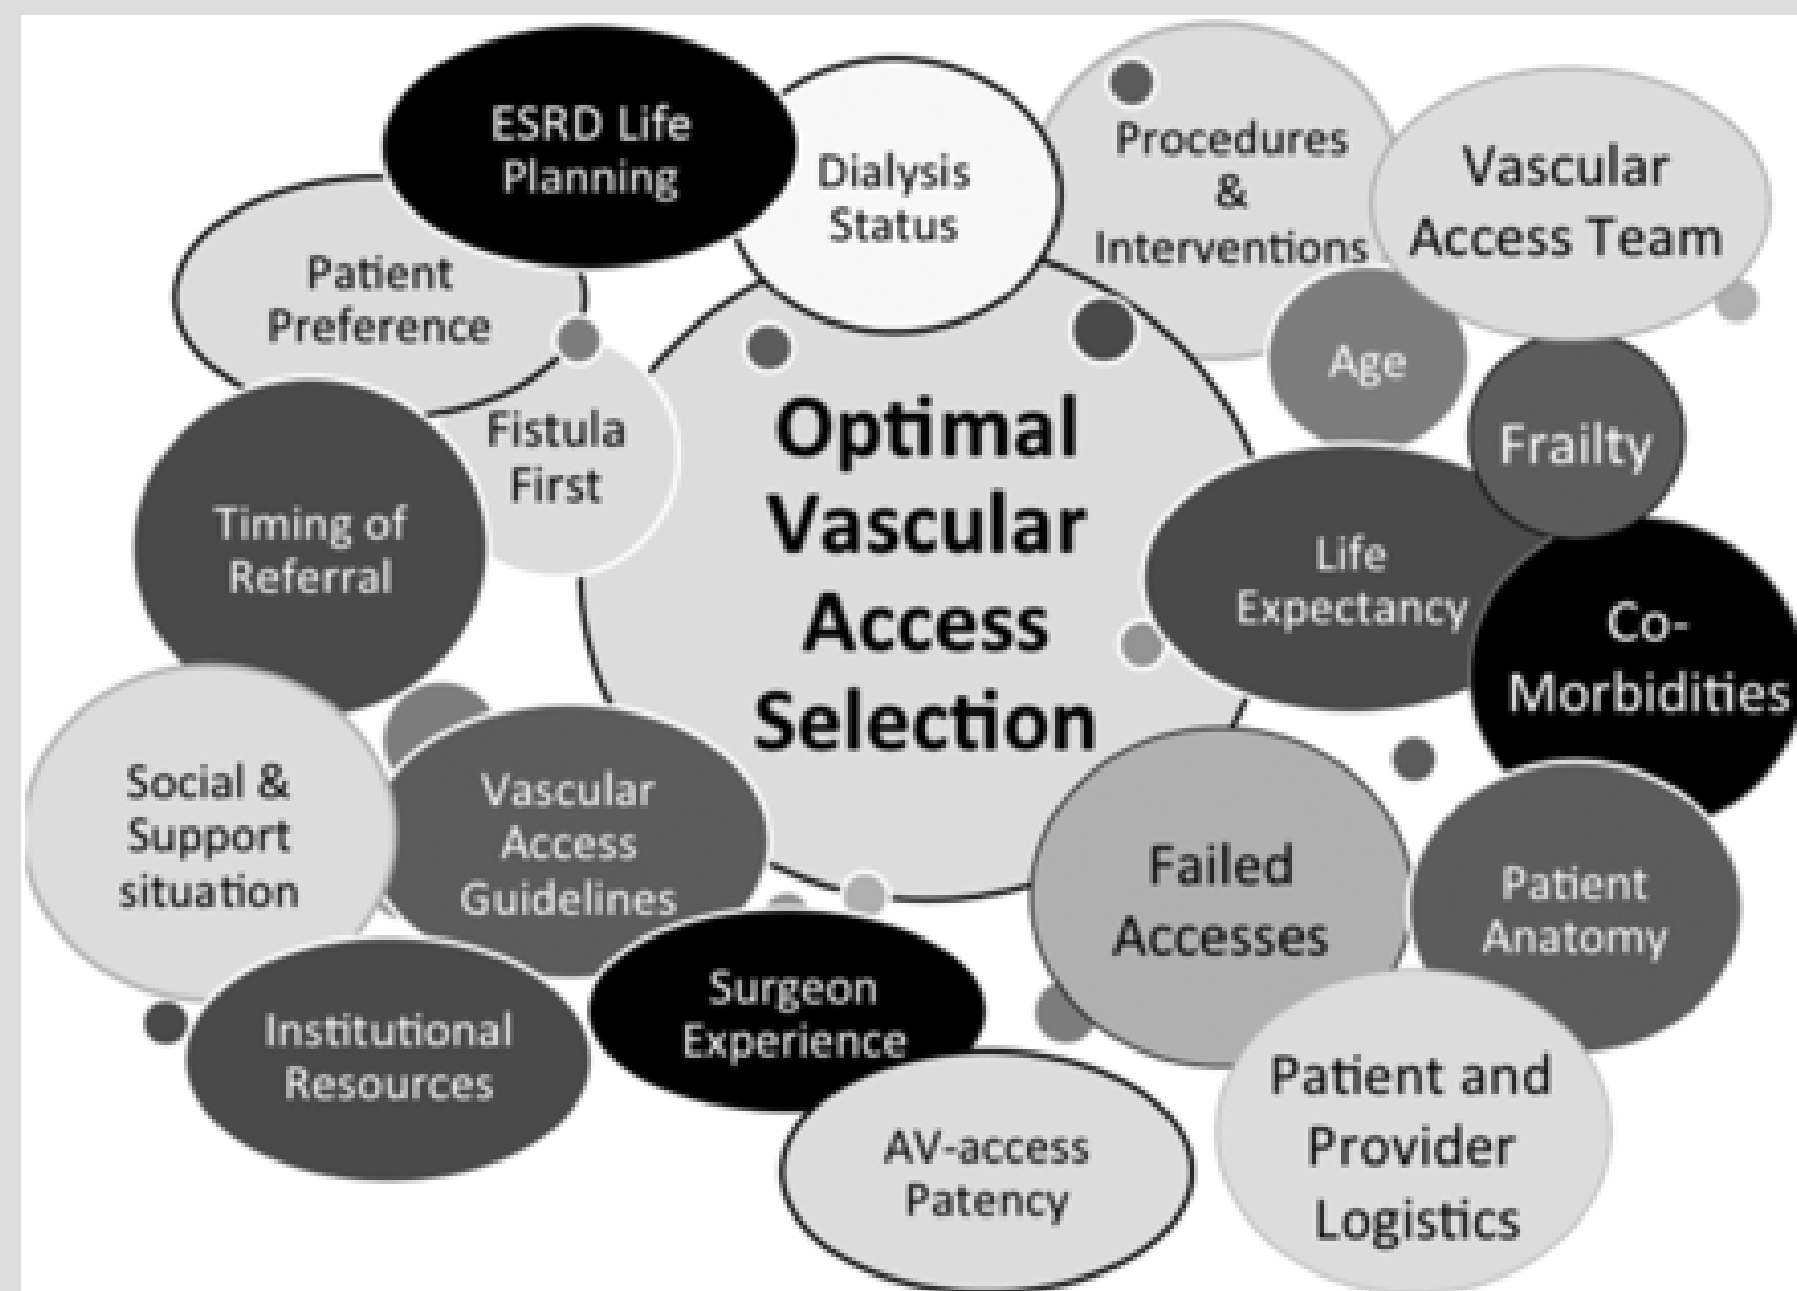 ESRD Life
Planning
Dialysis
Status
Procedures
&
Interventions
Vascular
Access Team
Patient
Preference
Age
Frailty
Fistula
First
Optimal
Vascular
Access
Selection
Timing of
Referral
Life
Expectancy
Co-
Morbidities
Social &
Support
situation
Vascular
Access
Guidelines
Failed
Accesses
Patient
Anatomy
Institutional
Resources
Surgeon
Experience
AV-access
Patency
Patient and
Provider
Logistics